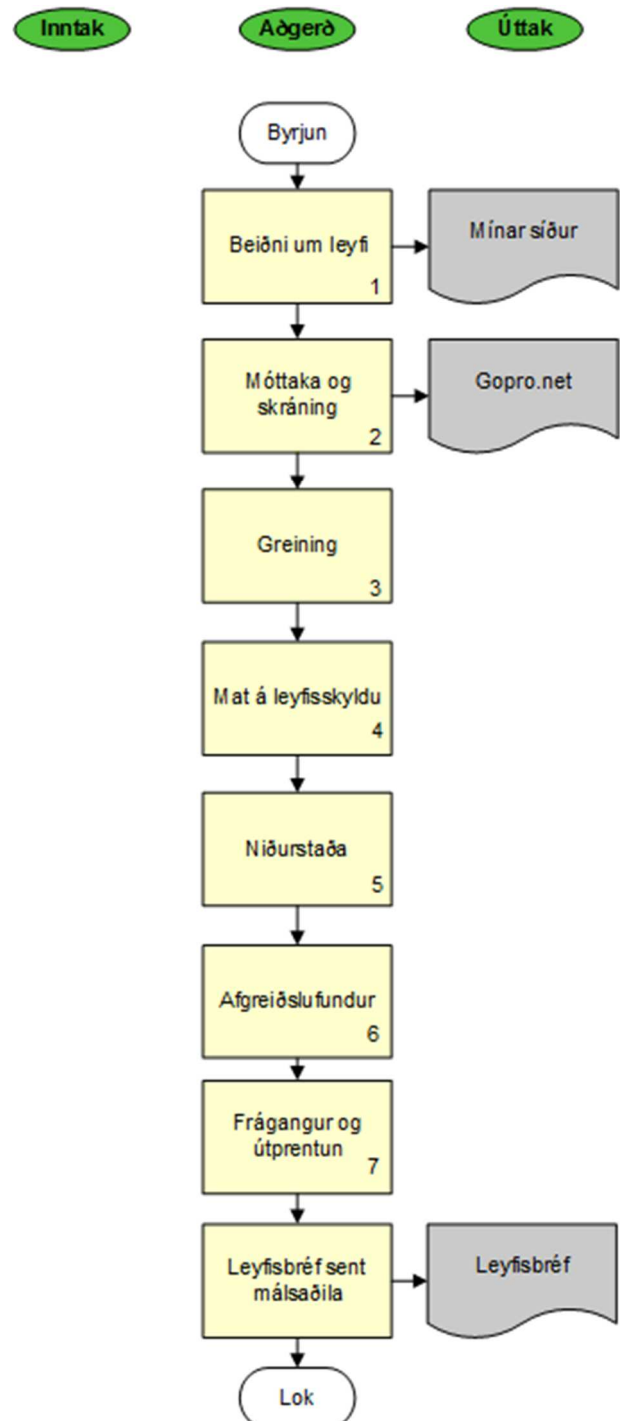 Inntak
Aðgerð
Úttak
Byrjun
Beiðni um leyfi
1
Mínar síður
Móttaka og
skráning
2
Gopro.net
Greining
3
Mat á leyfisskyldu
4
Niðurstaða
5
Afgreiðslufundur
6
Frágangur og
útprentun
7
Leyfisbréf sent
málsaðila
Leyfisbréf
Lok